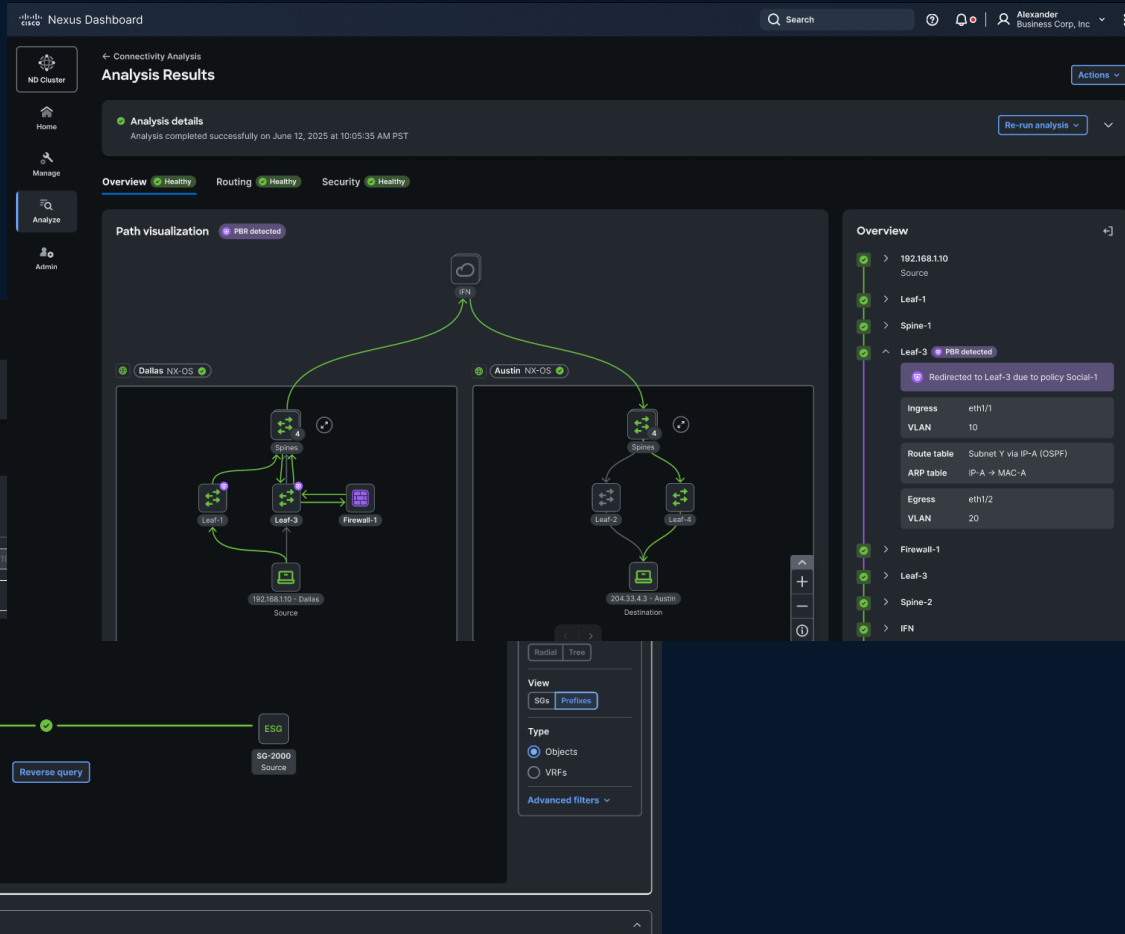 CISCO Nexus Dashboard
Search
Alexander
Business Corp, Inc
ND Cluster
Home
Manage
Analyze
Admin
← Connectivity Analysis
Analysis Results
Actions
Analysis details
Analysis completed successfully on June 12, 2025 at 10:05:35 AM PST
Re-run analysis
Overview Healthy
Routing Healthy
Security Healthy
Path visualization PBR detected
IFN
Dallas NX-OS
Austin NX-OS
4
Spines
4
Spines
Leaf-1
Leaf-3
Firewall-1
Leaf-2
Leaf-4
192.168.1.10 - Dallas
Source
204.33.4.3 - Austin
Destination
Overview
192.168.1.10
Source
Leaf-1
Spine-1
Leaf-3 PBR detected
Redirected to Leaf-3 due to policy Social-1
Ingress eth1/1
VLAN 10
Route table Subnet Y via IP-A (OSPF)
ARP table IP-A → MAC-A
Egress eth1/2
VLAN 20
Firewall-1
Leaf-3
Spine-2
IFN
Radial Tree
View
SGs Prefixes
Type
Objects
VRFs
Advanced filters
ESG
SG-2000
Source
Reverse query